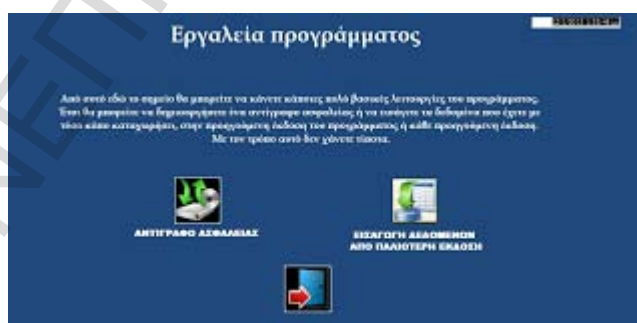 Εργαλεία προγράμματος
Από αυτό εδώ το σημείο θα μπορείτε να κάνετε κάποιες πολύ βασικές λειτουργίες του προγράμματος.
Έτσι θα μπορείτε να δημιουργήσετε ένα αντίγραφο ασφαλείας ή να εισάγετε τα δεδομένα που έχετε με
τόσο κόπο καταχωρήσει, στην προηγούμενη έκδοση του προγράμματος ή κάθε προηγούμενη έκδοση.
Με τον τρόπο αυτό δεν χάνετε τίποτα.
ΑΝΤΙΓΡΑΦΟ ΑΣΦΑΛΕΙΑΣ
ΕΙΣΑΓΩΓΗ ΔΕΔΟΜΕΝΩΝ
ΑΠΟ ΠΑΛΙΟΤΕΡΗ ΕΚΔΟΣΗ